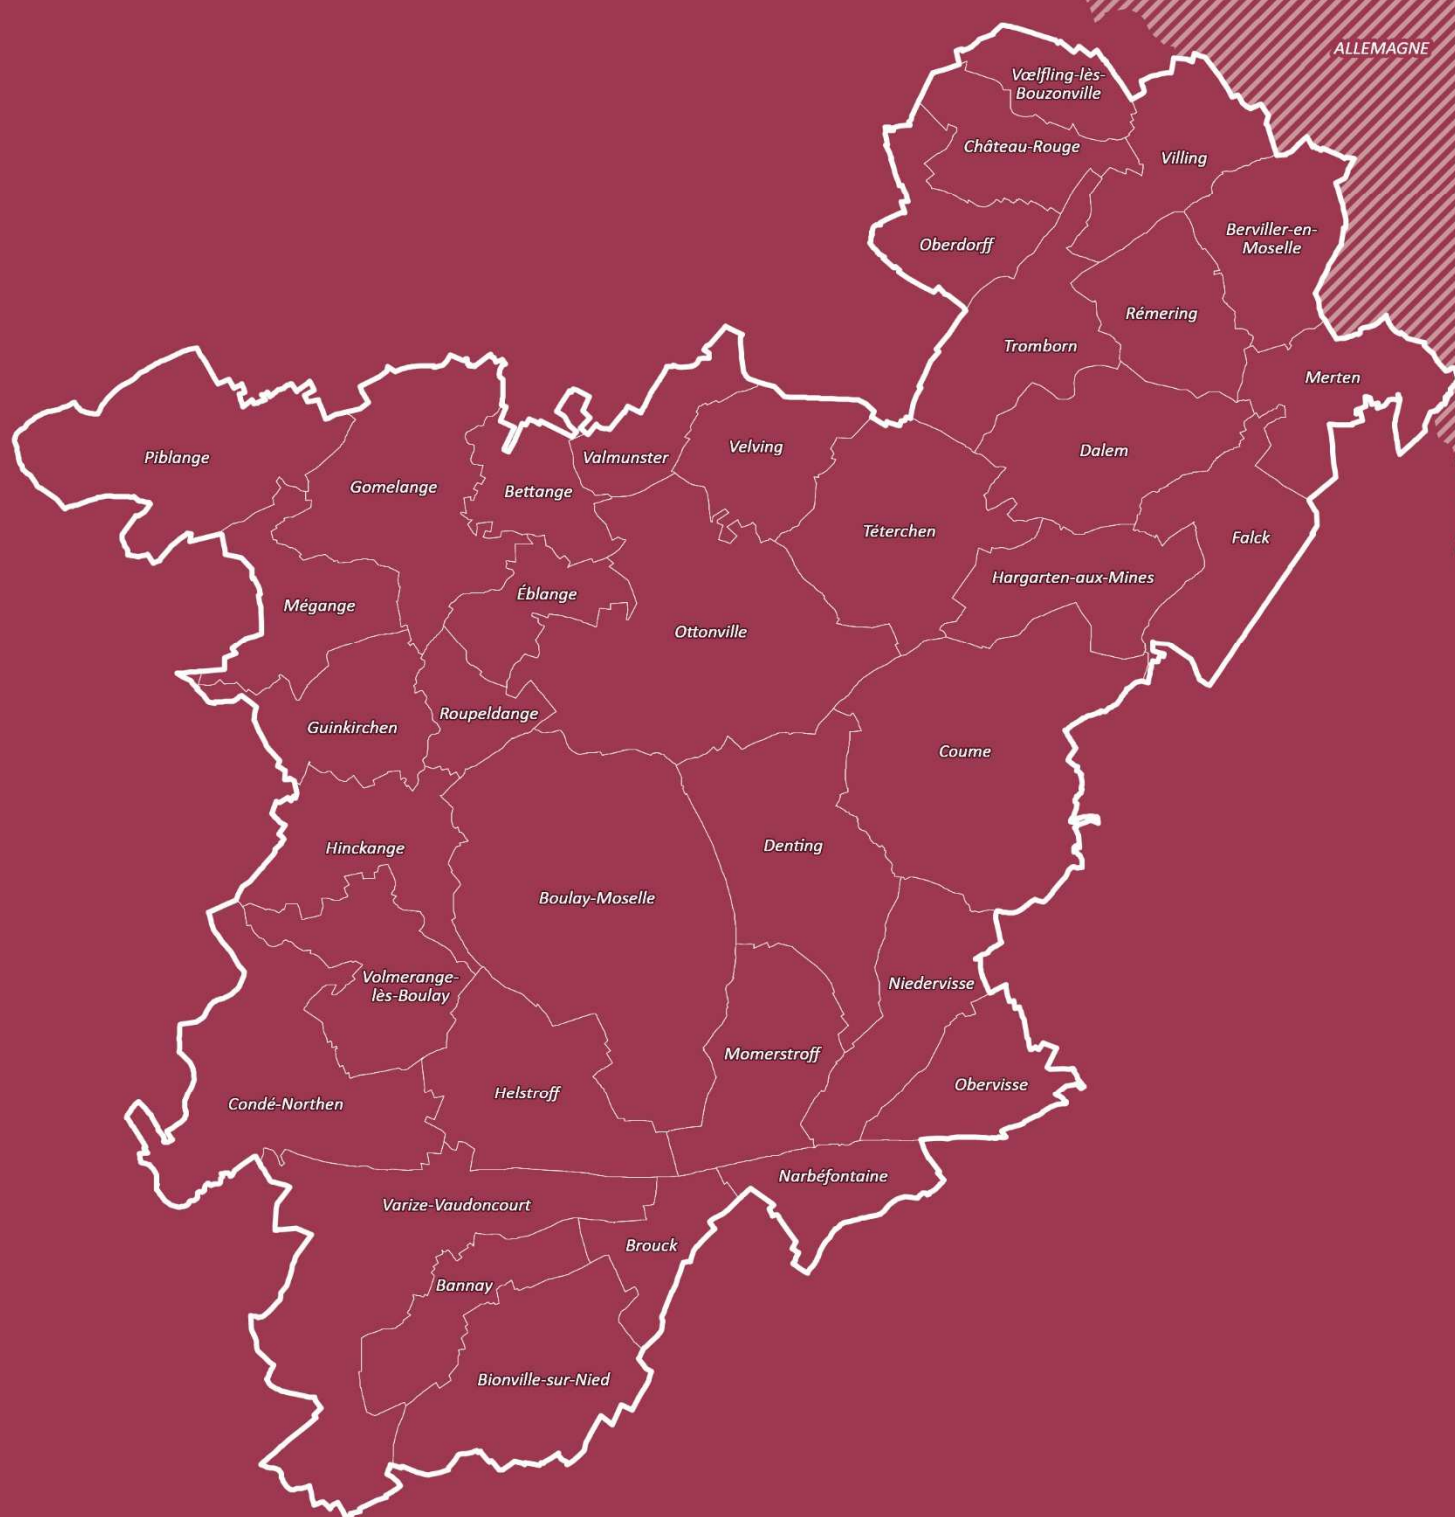 ALLEMAGNE
Vœlfling-lès-
Bouzonville
Château-Rouge
Villing
Berviller-en-
Moselle
Oberdorff
Rémering
Tromborn
Merten
Piblange
Gomelange
Bettange
Valmunster
Velving
Dalem
Téterchen
Falck
Hargarten-aux-Mines
Mégange
Éblange
Ottonville
Guinkirchen
Roupeldange
Coume
Hinckange
Denting
Boulay-Moselle
Volmerange-
lès-Boulay
Niedervisse
Momerstroff
Obervisse
Helstroff
Condé-Northen
Narbéfontaine
Varize-Vaudoncourt
Brouck
Bannay
Bionville-sur-Nied